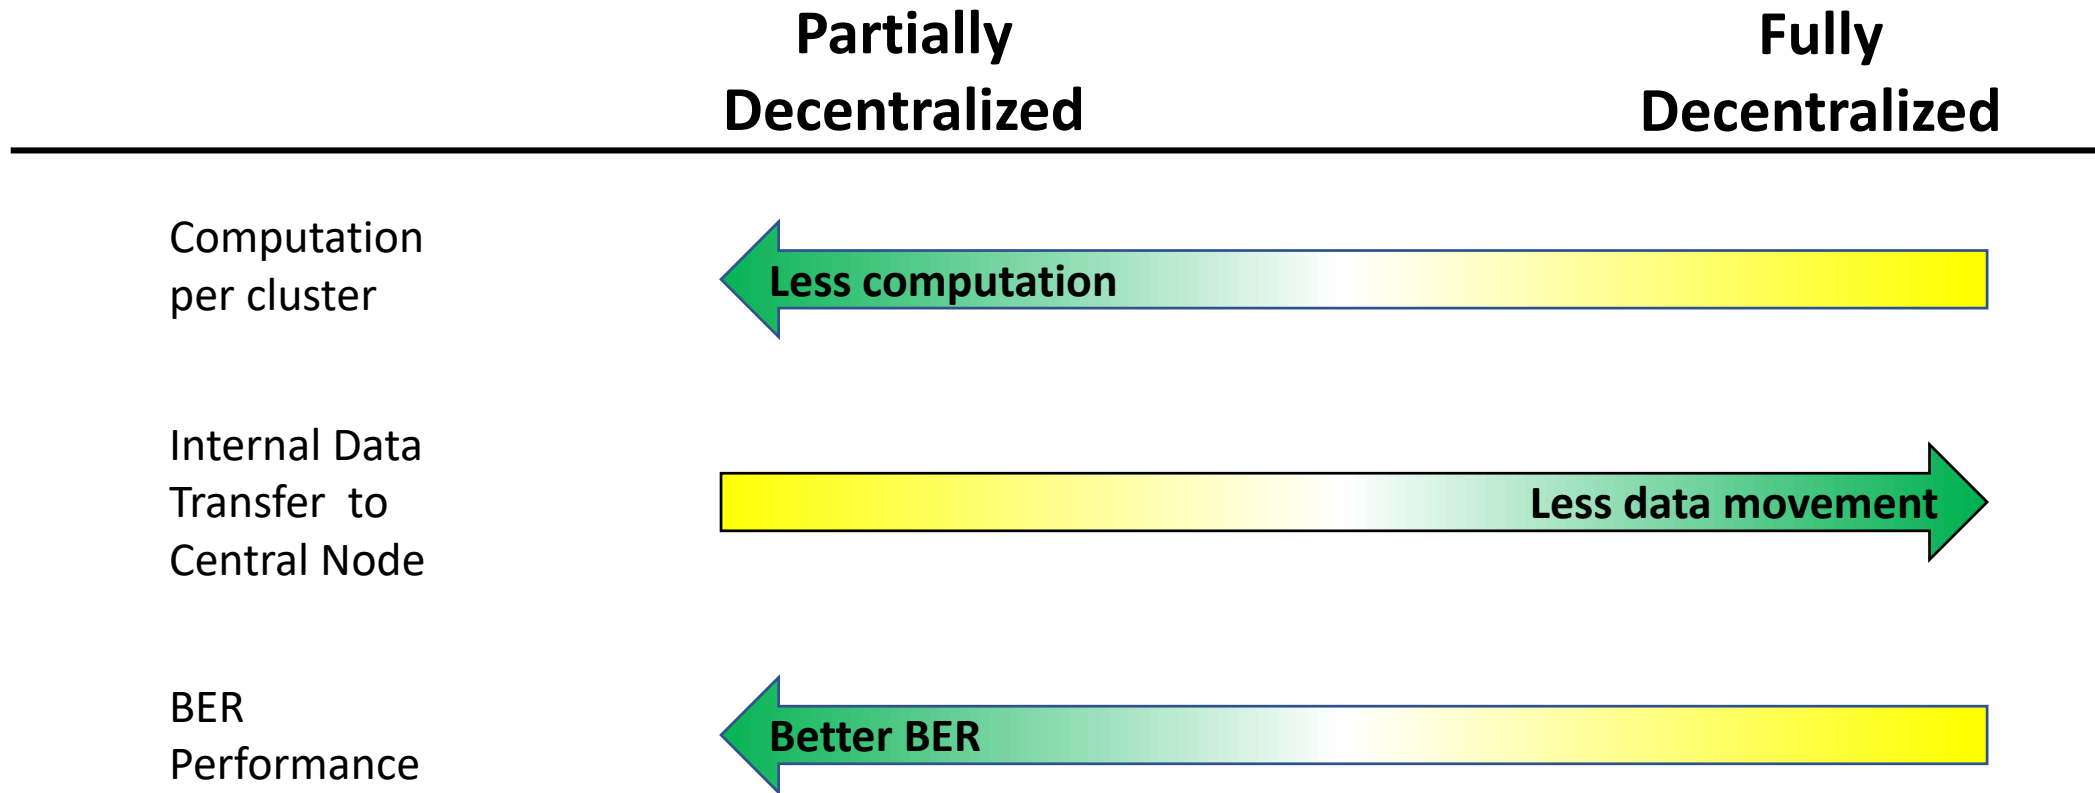 Partially
Decentralized
Fully
Decentralized
Computation
per cluster
Less computation
Internal Data
Transfer  to
Central Node
Less data movement
BER
Performance
Better BER